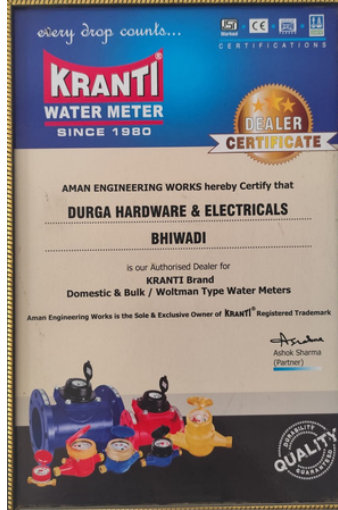 every drop counts...
KRANTI
WATER METER
SINCE 1980
CERTIFICATIONS
DEALER
CERTIFICATE
AMAN ENGINEERING WORKS hereby Certify that
DURGA HARDWARE & ELECTRICALS
BHIWADI
is our Authorised Dealer for
KRANTI Brand
Domestic & Bulk / Woltman Type Water Meters
Aman Engineering Works is the Sole & Exclusive Owner of KRANTI® Registered Trademark
Ashok Sharma
(Partner)
DURABILITY
QUALITY
GUARANTEED